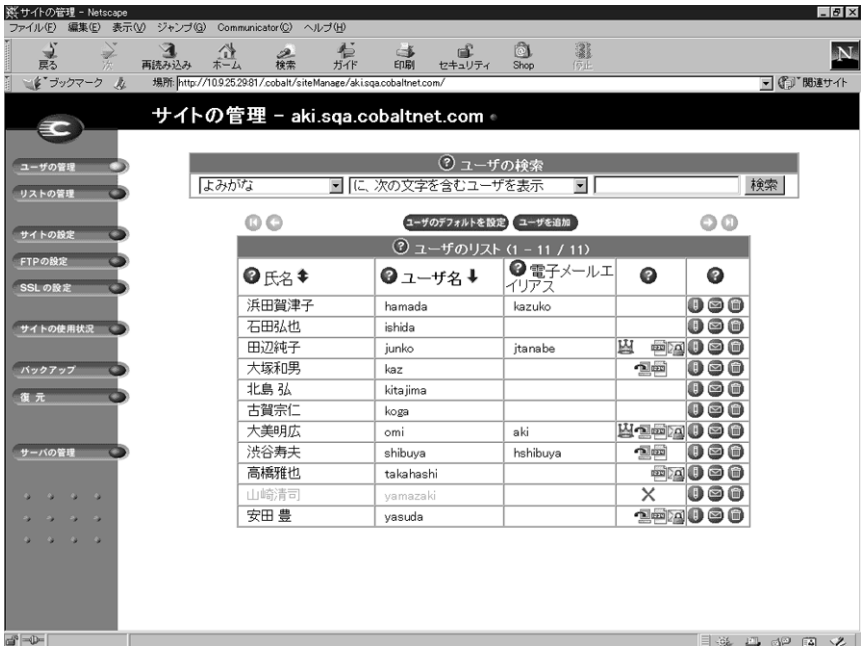 サイトの管理 - Netscape
ファイル(F) 編集(E) 表示(V) ジャンプ(G) Communicator(C) ヘルプ(H)
戻る 次 再読み込み ホーム 検索 ガイド 印刷 セキュリティ Shop 停止
ブックマーク 場所: http://10.9.25.29:81/.cobalt/siteManage/aki.sqa.cobaltnet.com/ 関連サイト
サイトの管理 - aki.sqa.cobaltnet.com
ユーザの管理
リストの管理
サイトの設定
FTPの設定
SSLの設定
サイトの使用状況
バックアップ
復元
サーバの管理
ユーザの検索
よみがな に、次の文字を含むユーザを表示 検索
ユーザのデフォルトを設定 ユーザを追加
ユーザのリスト (1 - 11 / 11)
氏名 ユーザ名 電子メールエイリアス
浜田賀津子 hamada kazuko
石田弘也 ishida
田辺純子 junko jtanabe
大塚和男 kaz
北島 弘 kitajima
古賀宗仁 koga
大美明広 omi aki
渋谷寿夫 shibuya hshibuya
高橋雅也 takahashi
山崎清司 yamazaki
安田 豊 yasuda